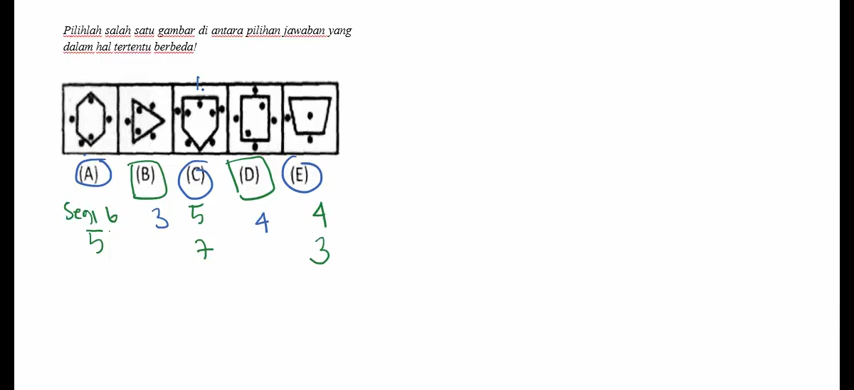 Pilihlah salah satu gambar di antara pilihan jawaban yang
dalam hal tertentu berbeda!
(A) (B) (C) (D) (E)
Segi 6 3 5 4 4
5 7 3